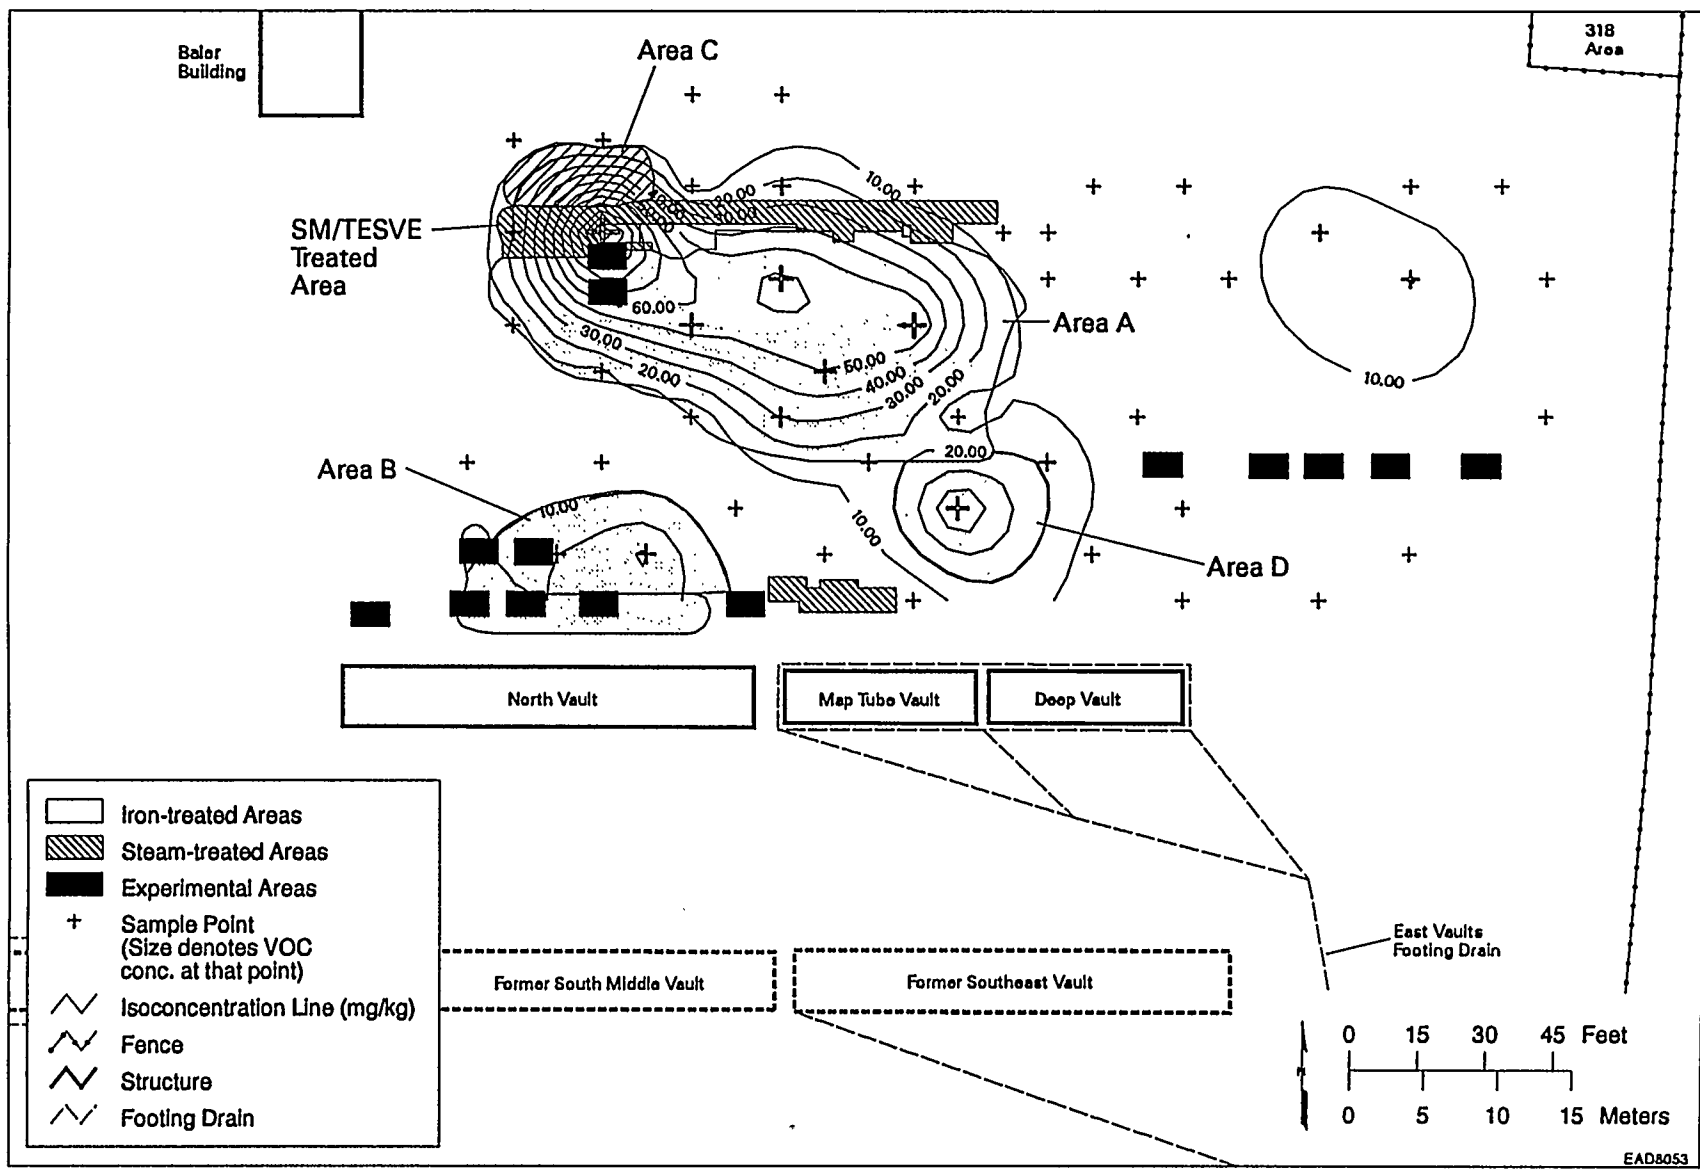 Baler
Building
Area C
318
Area
10.00
20.00
40.00
10.00
SM/TESVE
Treated
Area
60.00
Area A
30.00
20.00
50.00
40.00
30.00
20.00
10.00
20.00
Area B
10.00
10.00
Area D
North Vault
Map Tube Vault
Deep Vault
Iron-treated Areas
Steam-treated Areas
Experimental Areas
Sample Point
(Size denotes VOC
conc. at that point)
Isoconcentration Line (mg/kg)
Fence
Structure
Footing Drain
East Vaults
Footing Drain
Former South Middle Vault
Former Southeast Vault
0 15 30 45 Feet
0 5 10 15 Meters
EAD8053